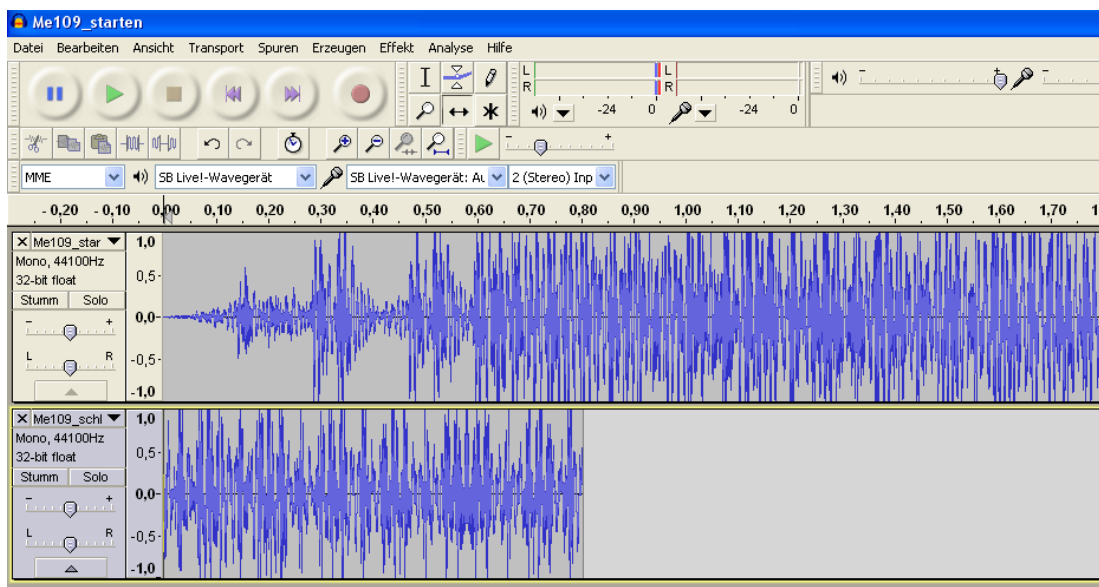 Me109_starten
Datei Bearbeiten Ansicht Transport Spuren Erzeugen Effekt Analyse Hilfe
L L
R R
-24 0 -24 0
- +
MME SB Live!-Wavegerät SB Live!-Wavegerät: Au 2 (Stereo) Inp
- 0,20 - 0,10 0,00 0,10 0,20 0,30 0,40 0,50 0,60 0,70 0,80 0,90 1,00 1,10 1,20 1,30 1,40 1,50 1,60 1,70 1
X Me109_star 1,0
Mono, 44100Hz
32-bit float 0,5-
Stumm Solo
- + 0,0-
L R -0,5-
-1,0
X Me109_schl 1,0
Mono, 44100Hz
32-bit float 0,5-
Stumm Solo
- + 0,0-
L R -0,5-
-1,0